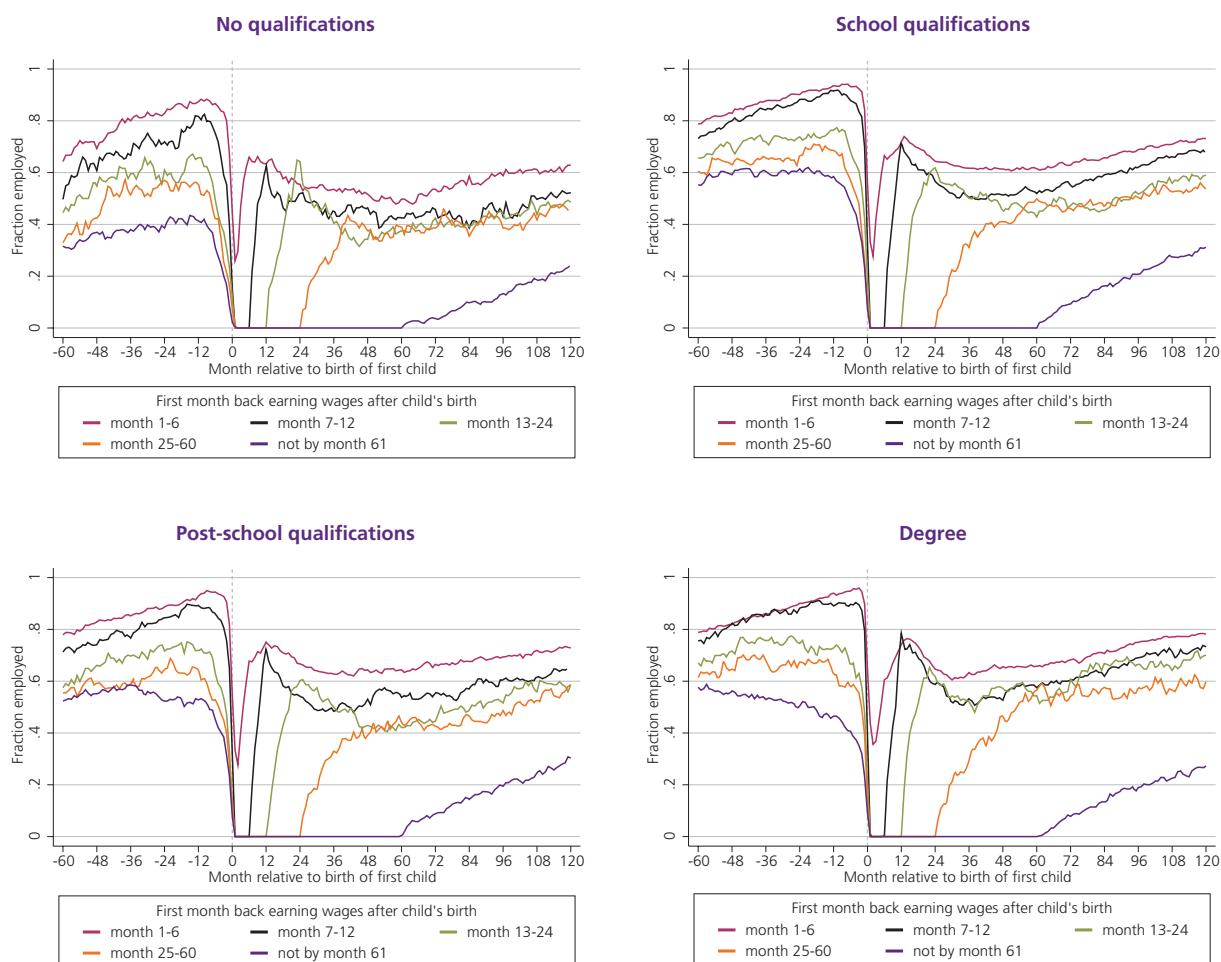 No qualifications
1
.8
.6
.4
.2
0
Fraction employed
-60 -48 -36 -24 -12 0 12 24 36 48 60 72 84 96 108 120
Month relative to birth of first child
First month back earning wages after child's birth
month 1-6 month 7-12 month 13-24
month 25-60 not by month 61
School qualifications
1
.8
.6
.4
.2
0
Fraction employed
-60 -48 -36 -24 -12 0 12 24 36 48 60 72 84 96 108 120
Month relative to birth of first child
First month back earning wages after child's birth
month 1-6 month 7-12 month 13-24
month 25-60 not by month 61
Post-school qualifications
1
.8
.6
.4
.2
0
Fraction employed
-60 -48 -36 -24 -12 0 12 24 36 48 60 72 84 96 108 120
Month relative to birth of first child
First month back earning wages after child's birth
month 1-6 month 7-12 month 13-24
month 25-60 not by month 61
Degree
1
.8
.6
.4
.2
0
Fraction employed
-60 -48 -36 -24 -12 0 12 24 36 48 60 72 84 96 108 120
Month relative to birth of first child
First month back earning wages after child's birth
month 1-6 month 7-12 month 13-24
month 25-60 not by month 61